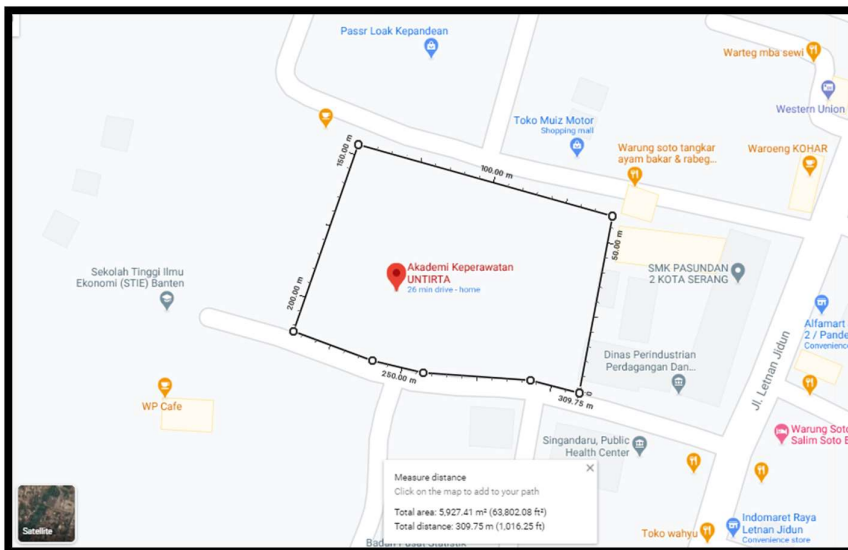 Passr Loak Kepandean
Warteg mba sewi
Western Union
Toko Muiz Motor
Shopping mall
Warung soto tangkar
ayam bakar & rabeg...
Waroeng KOHAR
150.00 m
100.00 m
50.00 m
Akademi Keperawatan
UNTIRTA
26 min drive - home
Sekolah Tinggi Ilmu
Ekonomi (STIE) Banten
SMK PASUNDAN
2 KOTA SERANG
200.00 m
Alfamart
2 / Pande
Convenience
Jl. Letnan Jidun
Dinas Perindustrian
Perdagangan Dan...
250.00 m
309.75 m
WP Cafe
Singandaru, Public
Health Center
Warung Soto
Salim Soto B
Measure distance
Click on the map to add to your path
Total area: 5,927.41 m² (63,802.08 ft²)
Total distance: 309.75 m (1,016.25 ft)
Satellite
Toko wahyu
Indomaret Raya
Letnan Jidun
Convenience store